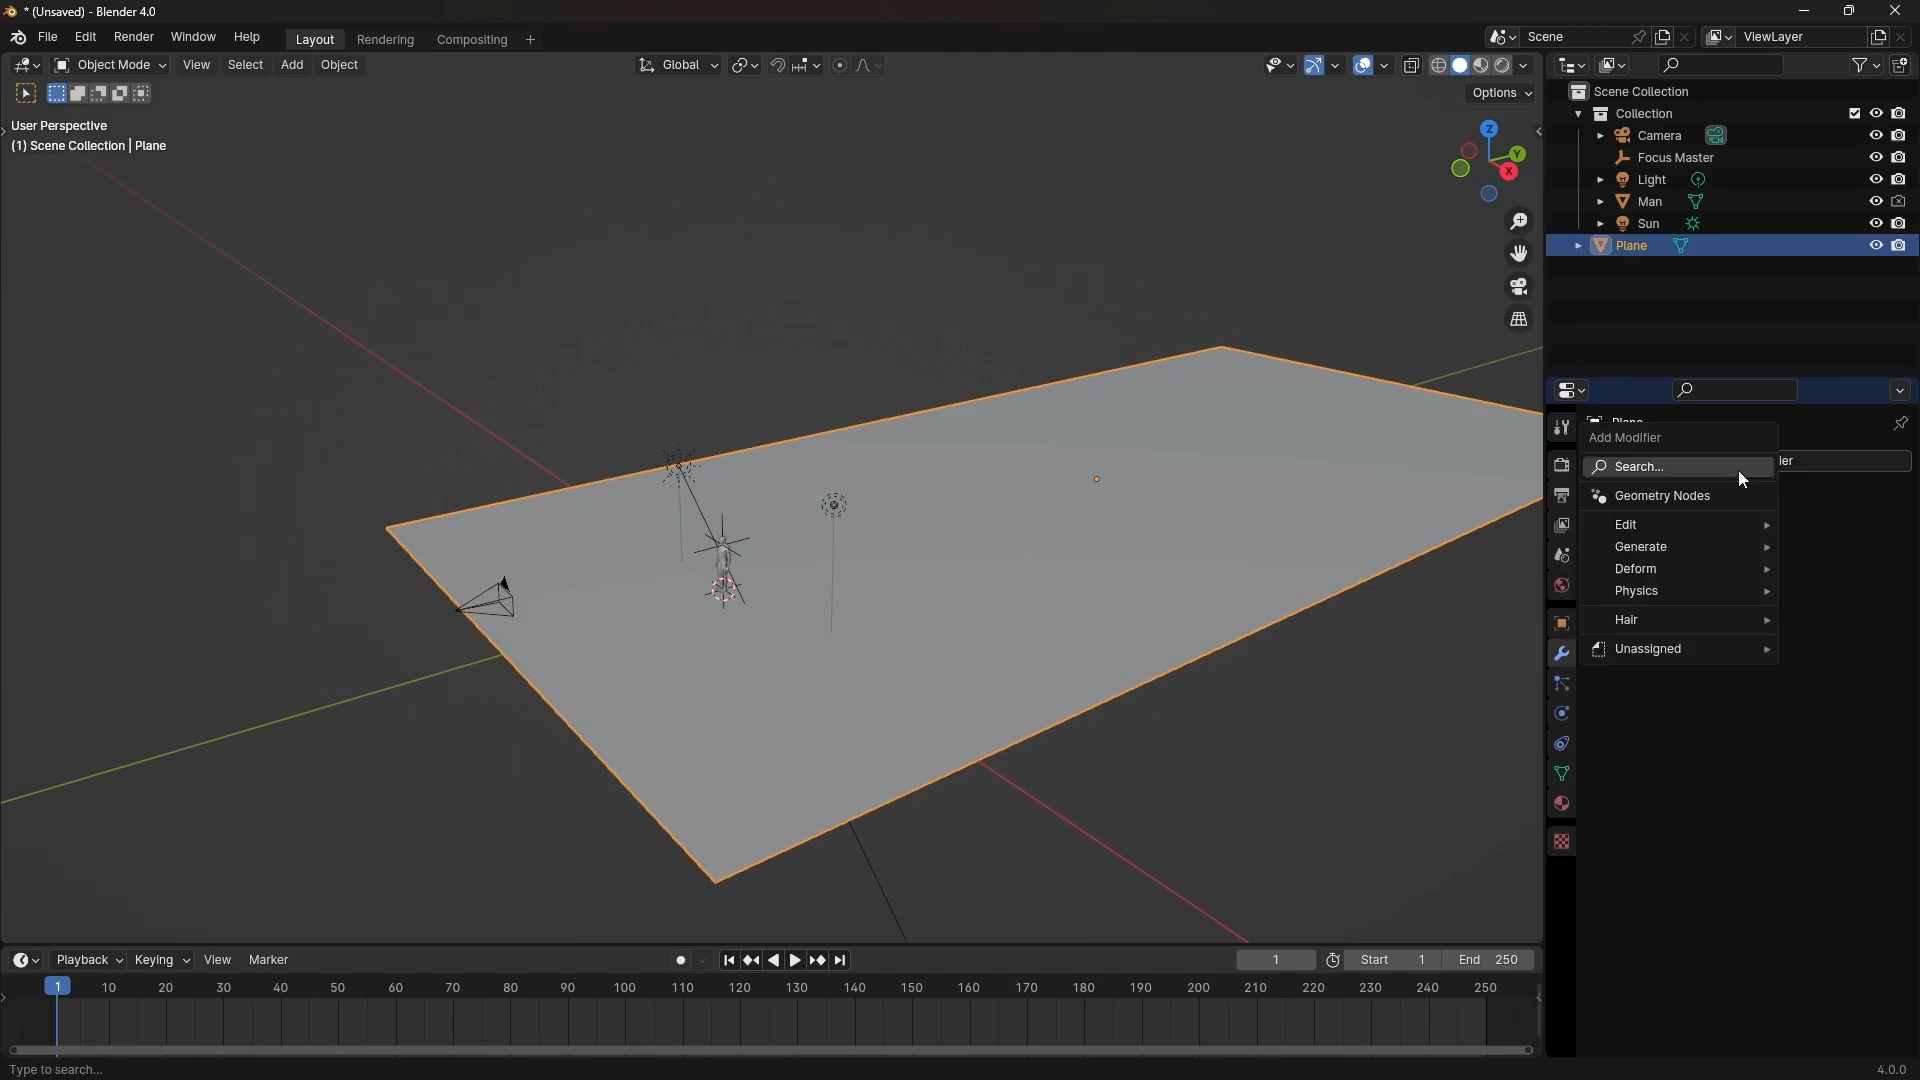 * (Unsaved) - Blender 4.0
File Edit Render Window Help Layout Rendering Compositing + Scene ViewLayer
Object Mode View Select Add Object Global
Options
User Perspective
(1) Scene Collection | Plane
Z
Y
X
Scene Collection
Collection
Camera
Focus Master
Light
Man
Sun
Plane
Add Modifier
Search...
ier
Geometry Nodes
Edit
Generate
Deform
Physics
Hair
Unassigned
Playback Keying View Marker 1 Start 1 End 250
1 10 20 30 40 50 60 70 80 90 100 110 120 130 140 150 160 170 180 190 200 210 220 230 240 250
Type to search... 4.0.0